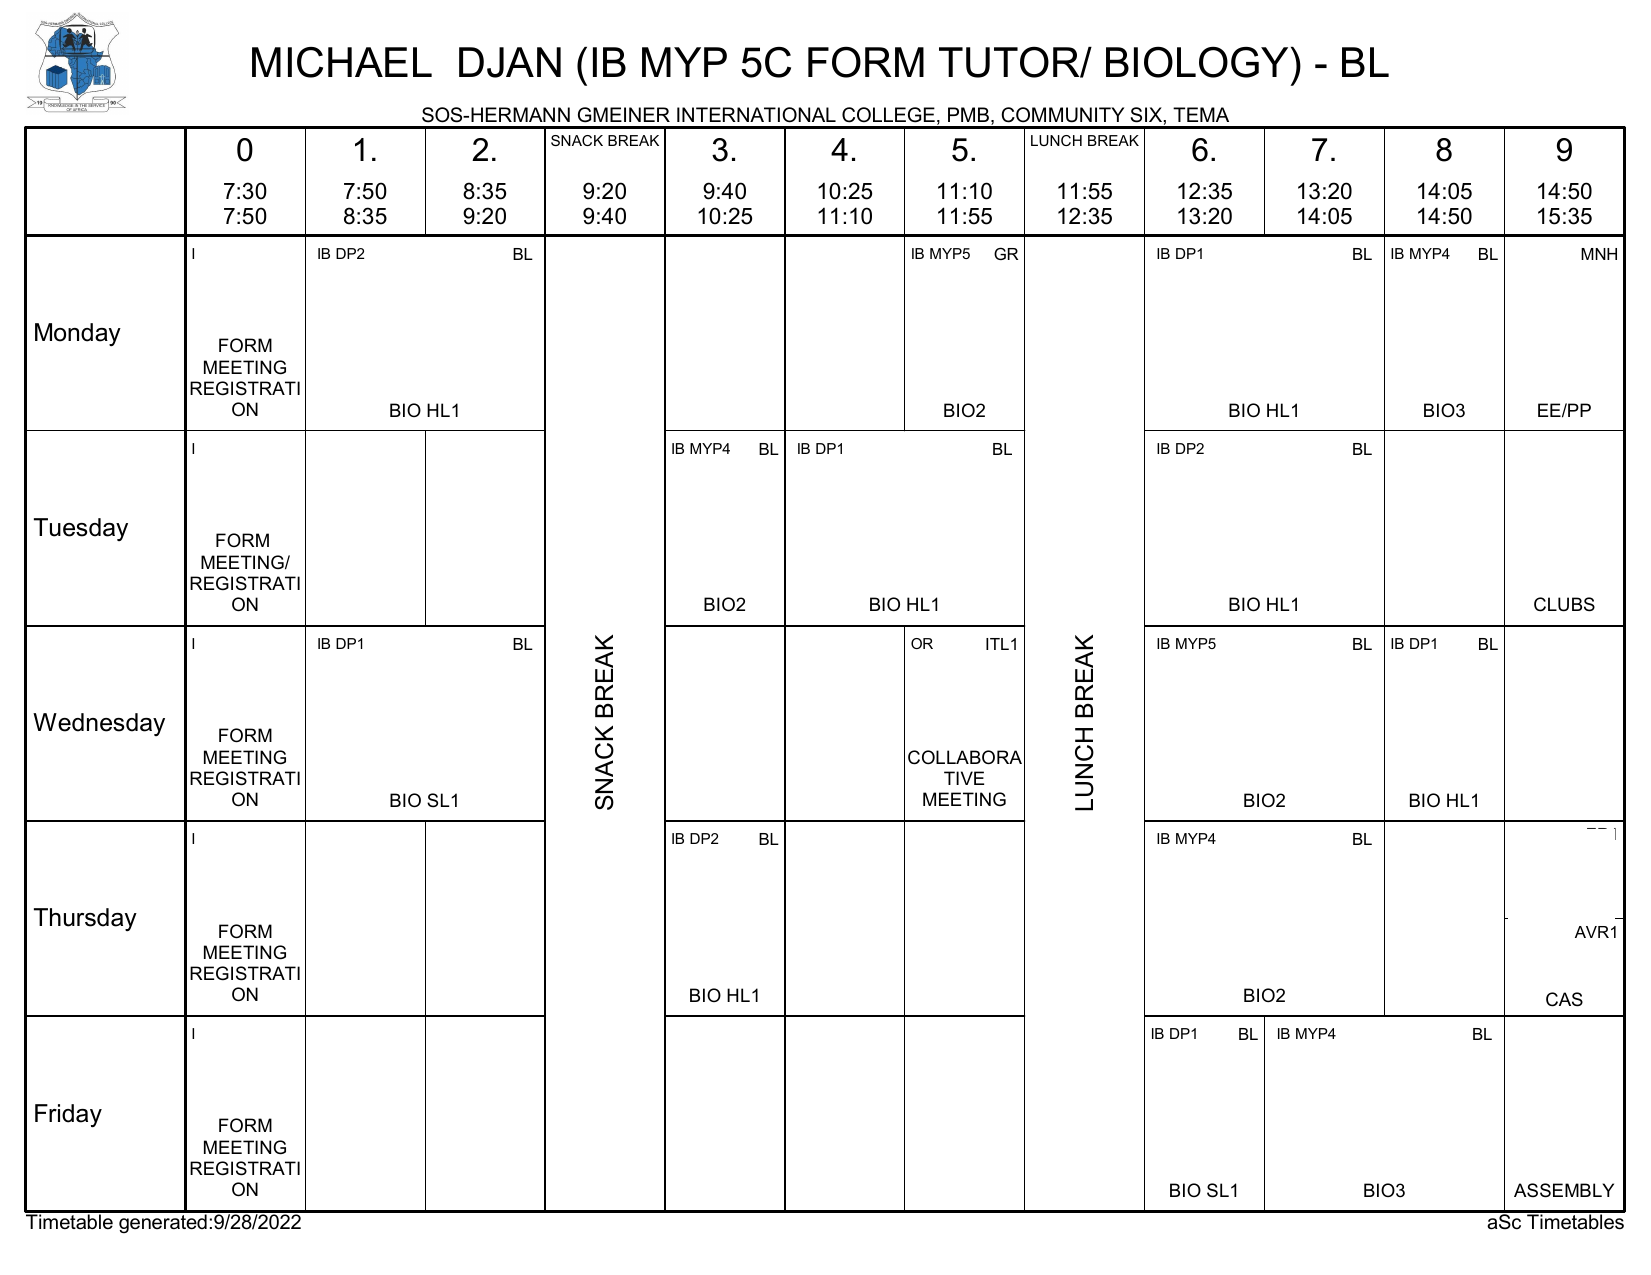 MICHAEL  DJAN (IB MYP 5C FORM TUTOR/ BIOLOGY) - BL
SOS-HERMANN GMEINER INTERNATIONAL COLLEGE, PMB, COMMUNITY SIX, TEMA
0 1. 2. SNACK BREAK 3. 4. 5. LUNCH BREAK 6. 7. 8 9
7:30 7:50 8:35 9:20 9:40 10:25 11:10 11:55 12:35 13:20 14:05 14:50
7:50 8:35 9:20 9:40 10:25 11:10 11:55 12:35 13:20 14:05 14:50 15:35
SNACK BREAK
LUNCH BREAK
Monday
I
FORM
MEETING
REGISTRATI
ON
IB DP2 BL
BIO HL1
IB MYP5 GR
BIO2
IB DP1 BL
BIO HL1
IB MYP4 BL
BIO3
MNH
EE/PP
Tuesday
I
FORM
MEETING/
REGISTRATI
ON
IB MYP4 BL
BIO2
IB DP1 BL
BIO HL1
IB DP2 BL
BIO HL1
CLUBS
Wednesday
I
FORM
MEETING
REGISTRATI
ON
IB DP1 BL
BIO SL1
OR ITL1
COLLABORA
TIVE
MEETING
IB MYP5 BL
BIO2
IB DP1 BL
BIO HL1
Thursday
I
FORM
MEETING
REGISTRATI
ON
IB DP2 BL
BIO HL1
IB MYP4 BL
BIO2
AVR1
CAS
Friday
I
FORM
MEETING
REGISTRATI
ON
IB DP1 BL
BIO SL1
IB MYP4 BL
BIO3
ASSEMBLY
Timetable generated:9/28/2022
aSc Timetables